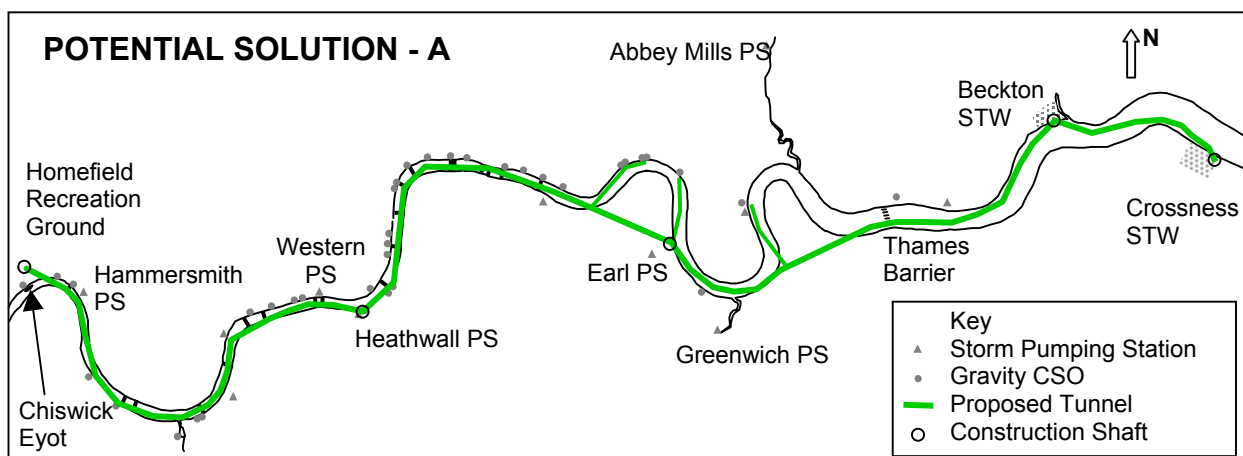 POTENTIAL SOLUTION - A
Abbey Mills PS
N
Beckton
STW
Homefield
Recreation
Ground
Hammersmith
PS
Western
PS
Heathwall PS
Earl PS
Greenwich PS
Thames
Barrier
Crossness
STW
Chiswick
Eyot
Key
Storm Pumping Station
Gravity CSO
Proposed Tunnel
Construction Shaft